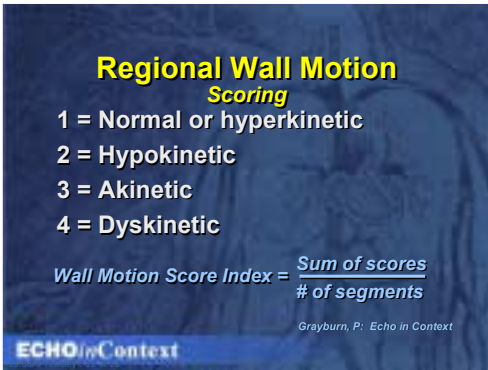 Regional Wall Motion
Scoring
1 = Normal or hyperkinetic
2 = Hypokinetic
3 = Akinetic
4 = Dyskinetic
Wall Motion Score Index = Sum of scores
# of segments
Grayburn, P: Echo in Context
ECHOinContext